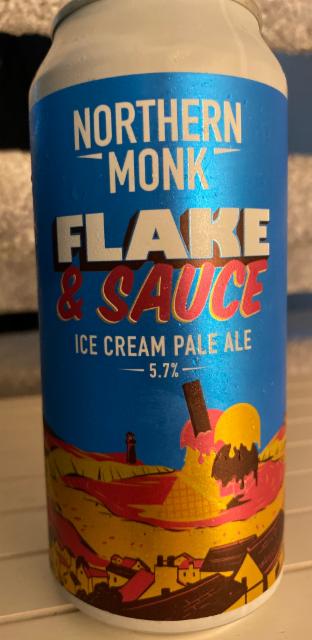 NORTHERN
MONK
FLAKE
& SAUCE
ICE CREAM PALE ALE
5.7%